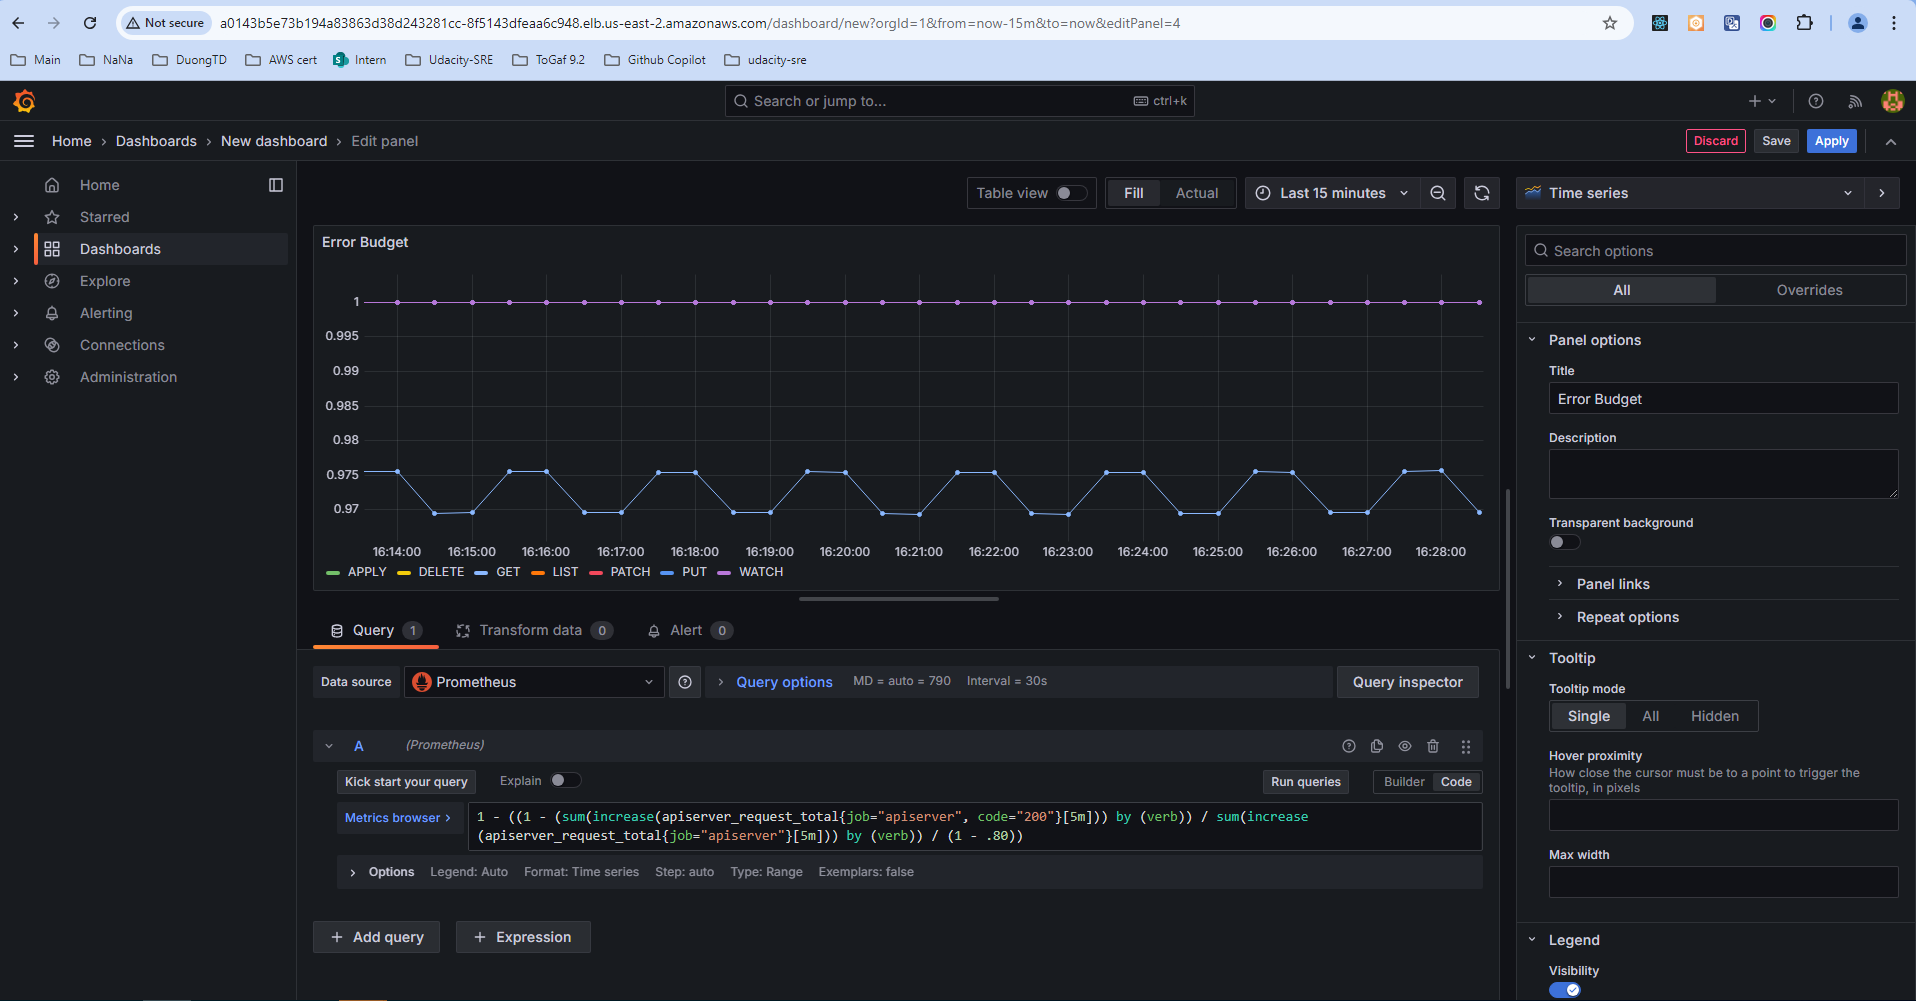 Not secure
a0143b5e73b194a83863d38d243281cc-8f5143dfeaa6c948.elb.us-east-2.amazonaws.com/dashboard/new?orgId=1&from=now-15m&to=now&editPanel=4
Main NaNa DuongTD AWS cert Intern Udacity-SRE ToGaf 9.2 Github Copilot udacity-sre
Search or jump to... ctrl+k
Home › Dashboards › New dashboard › Edit panel
Discard Save Apply
Home
Starred
Dashboards
Explore
Alerting
Connections
Administration
Table view Fill Actual Last 15 minutes
Error Budget
1
0.995
0.99
0.985
0.98
0.975
0.97
16:14:00 16:15:00 16:16:00 16:17:00 16:18:00 16:19:00 16:20:00 16:21:00 16:22:00 16:23:00 16:24:00 16:25:00 16:26:00 16:27:00 16:28:00
APPLY DELETE GET LIST PATCH PUT WATCH
Query 1 Transform data 0 Alert 0
Data source Prometheus Query options MD = auto = 790 Interval = 30s Query inspector
A (Prometheus)
Kick start your query Explain Run queries Builder Code
Metrics browser ›
1 - ((1 - (sum(increase(apiserver_request_total{job="apiserver", code="200"}[5m])) by (verb)) / sum(increase
(apiserver_request_total{job="apiserver"}[5m])) by (verb)) / (1 - .80))
Options Legend: Auto Format: Time series Step: auto Type: Range Exemplars: false
+ Add query + Expression
Time series
Search options
All Overrides
Panel options
Title
Error Budget
Description
Transparent background
Panel links
Repeat options
Tooltip
Tooltip mode
Single All Hidden
Hover proximity
How close the cursor must be to a point to trigger the
tooltip, in pixels
Max width
Legend
Visibility